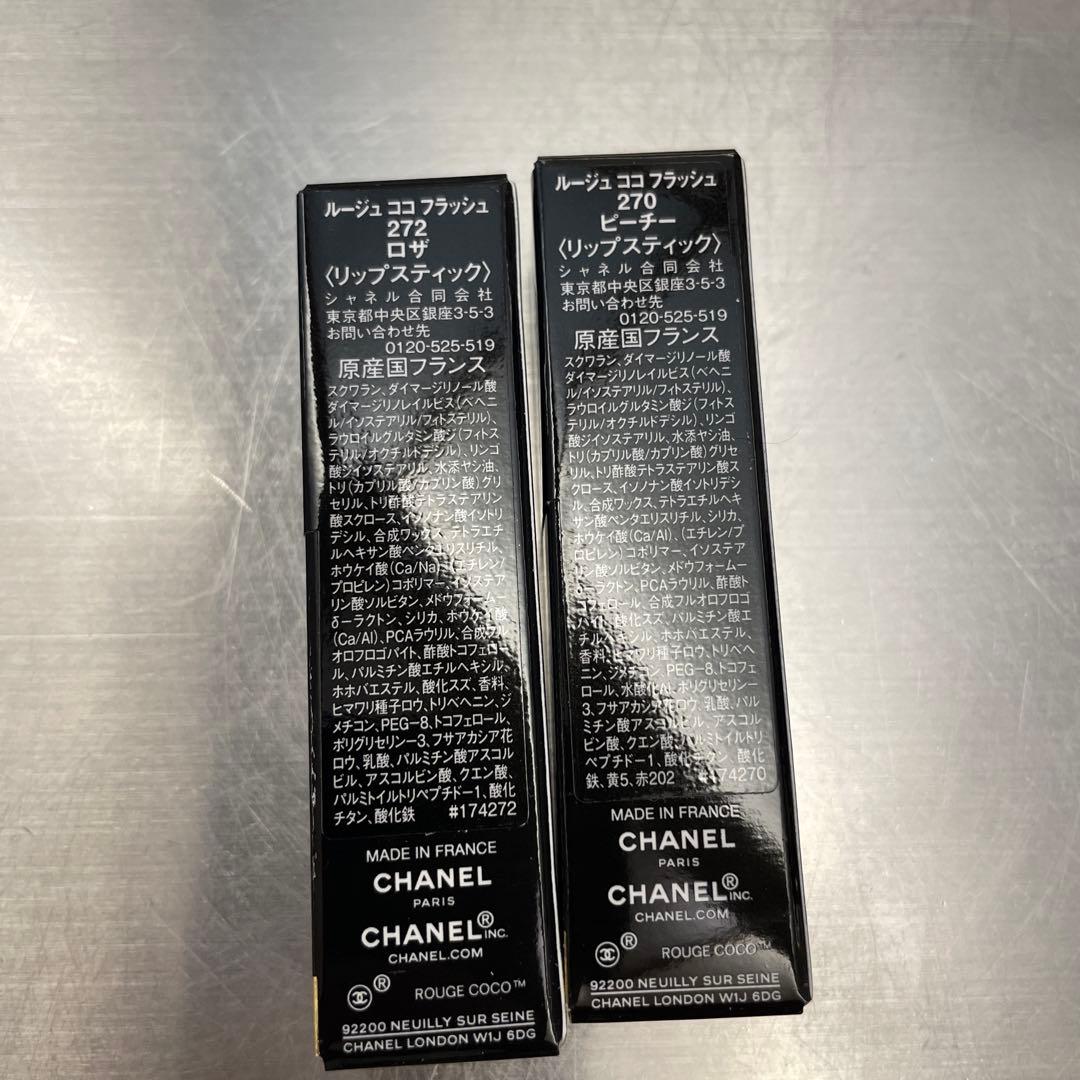 ルージュ ココ フラッシュ
272
ロザ
〈リップスティック〉
シャネル合同会社
東京都中央区銀座3-5-3
お問い合わせ先
0120-525-519
原産国フランス
スクワラン、ダイマージリノール酸
ダイマージリノレイルビス(ベヘニ
ル/イソステアリル/フィトステリル)、
ラウロイルグルタミン酸ジ(フィトス
テリル/オクチルドデシル)、リンゴ
酸ジイソステアリル、水添ヤシ油、
トリ(カプリル酸/カプリン酸)グリ
セリル、トリ酢酸テトラステアリン
酸スクロース、イソノナン酸イソトリ
デシル、合成ワックス、テトラエチ
ルヘキサン酸ペンタエリスリチル、
ホウケイ酸(Ca/Na)、(エチレン/
プロピレン)コポリマー、イソステア
リン酸ソルビタン、メドウフォーム-
δ-ラクトン、シリカ、ホウケイ酸
(Ca/Al)、PCAラウリル、合成フル
オロフロゴパイト、酢酸トコフェロー
ル、パルミチン酸エチルヘキシル、
ホホバエステル、酸化スズ、香料、
ヒマワリ種子ロウ、トリベヘニン、ジ
メチコン、PEG-8、トコフェロール、
ポリグリセリン-3、フサアカシア花
ロウ、乳酸、パルミチン酸アスコル
ビル、アスコルビン酸、クエン酸、
パルミトイルトリペプチド-1、酸化
チタン、酸化鉄 #174272
MADE IN FRANCE
CHANEL
PARIS
CHANEL® INC.
CHANEL.COM
®
ROUGE COCO™
92200 NEUILLY SUR SEINE
CHANEL LONDON W1J 6DG
ルージュ ココ フラッシュ
270
ピーチー
〈リップスティック〉
シャネル合同会社
東京都中央区銀座3-5-3
お問い合わせ先
0120-525-519
原産国フランス
スクワラン、ダイマージリノール酸
ダイマージリノレイルビス(ベヘニ
ル/イソステアリル/フィトステリル)、
ラウロイルグルタミン酸ジ(フィトス
テリル/オクチルドデシル)、リンゴ
酸ジイソステアリル、水添ヤシ油、
トリ(カプリル酸/カプリン酸)グリセ
リル、トリ酢酸テトラステアリン酸ス
クロース、イソノナン酸イソトリデシ
ル、合成ワックス、テトラエチルヘキ
サン酸ペンタエリスリチル、シリカ、
ホウケイ酸(Ca/Al)、(エチレン/プ
ロピレン)コポリマー、イソステア
リン酸ソルビタン、メドウフォーム-
δ-ラクトン、PCAラウリル、酢酸ト
コフェロール、合成フルオロフロゴ
パイト、酸化スズ、パルミチン酸エ
チルヘキシル、ホホバエステル、
香料、ヒマワリ種子ロウ、トリベヘ
ニン、ジメチコン、PEG-8、トコフェ
ロール、水酸化Al、ポリグリセリン-
3、フサアカシア花ロウ、乳酸、パル
ミチン酸アスコルビル、アスコル
ビン酸、クエン酸、パルミトイルトリ
ペプチド-1、酸化チタン、酸化
鉄、黄5、赤202 #174270
MADE IN FRANCE
CHANEL
PARIS
CHANEL® INC.
CHANEL.COM
®
ROUGE COCO™
92200 NEUILLY SUR SEINE
CHANEL LONDON W1J 6DG